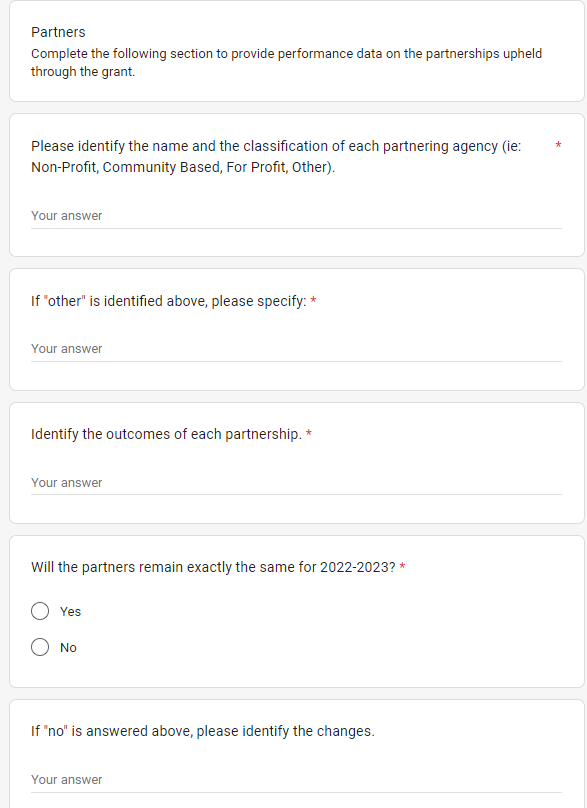 Partners
Complete the following section to provide performance data on the partnerships upheld
through the grant.
Please identify the name and the classification of each partnering agency (ie: *
Non-Profit, Community Based, For Profit, Other).
Your answer
If "other" is identified above, please specify: *
Your answer
Identify the outcomes of each partnership. *
Your answer
Will the partners remain exactly the same for 2022-2023? *
Yes
No
If "no" is answered above, please identify the changes.
Your answer